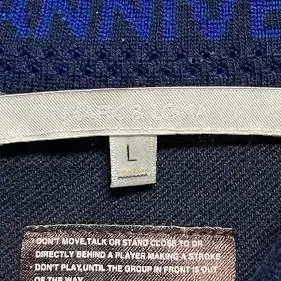 ANNIVER
L
• DON'T MOVE,TALK OR STAND CLOSE TO OR
DIRECTLY BEHIND A PLAYER MAKING A STROKE
• DON'T PLAY,UNTIL THE GROUP IN FRONT IS OUT
OF THE WAY